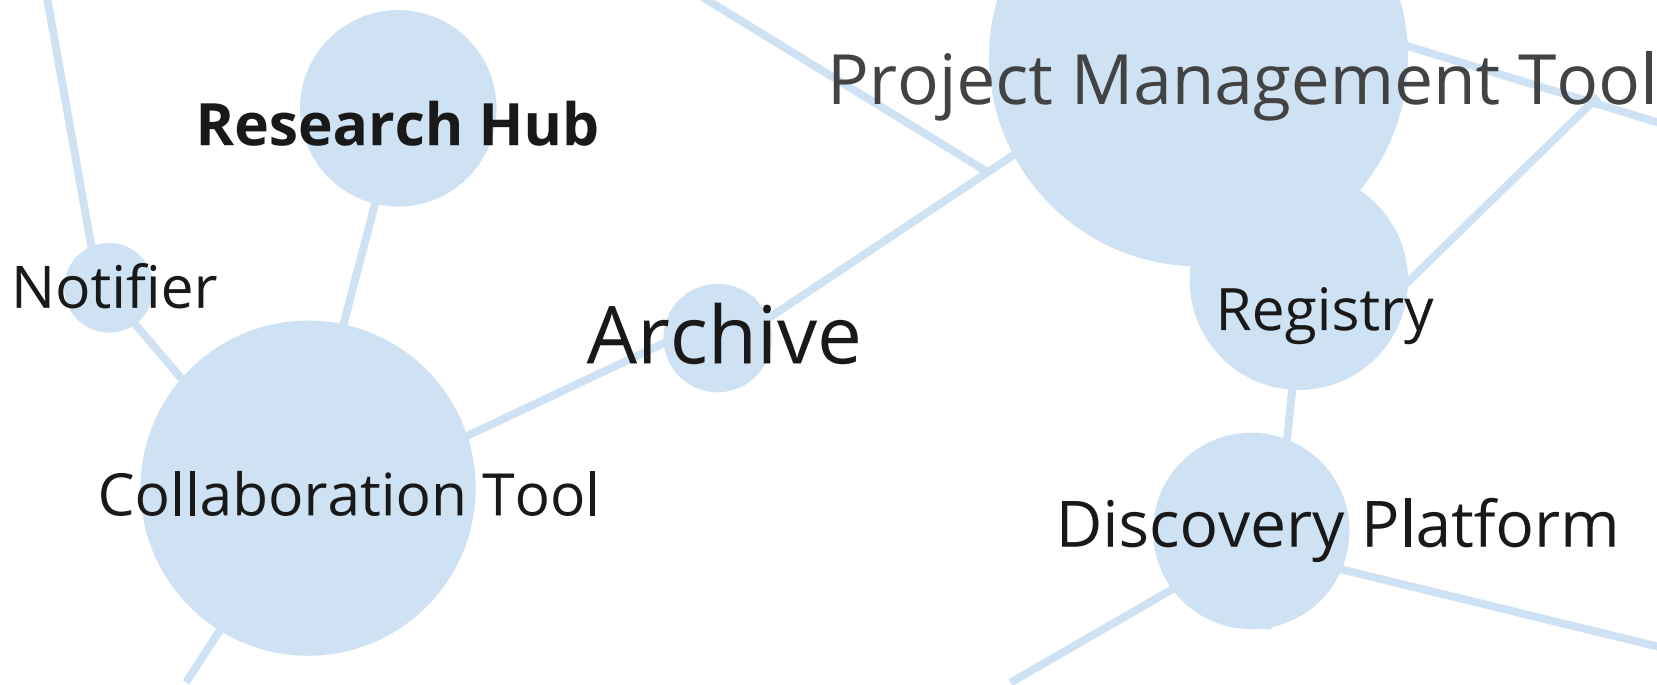 Project Management Tool
Research Hub
Notifier
Registry
Archive
Collaboration Tool
Discovery Platform